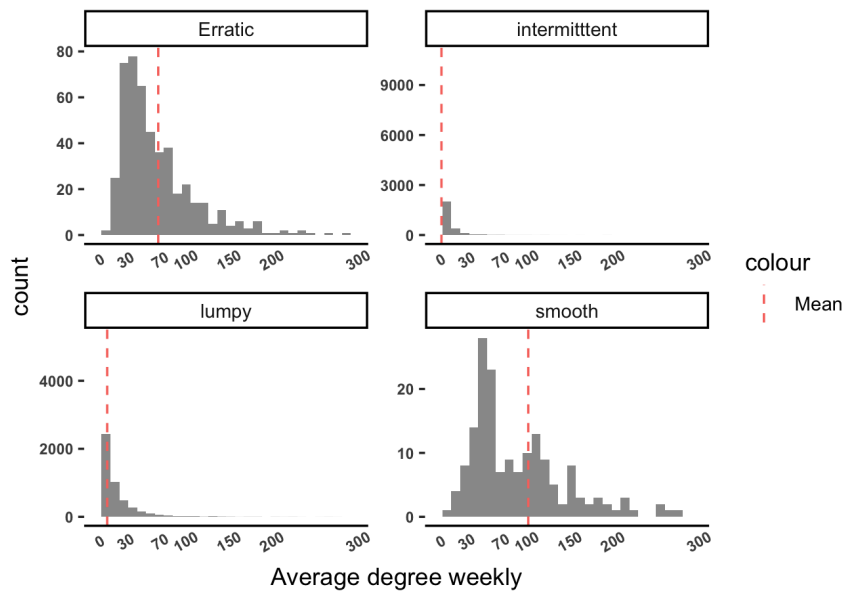 Erratic
intermitttent
80
60
40
20
0
9000
6000
3000
0
0 30 70 100 150 200 300
0 30 70 100 150 200 300
lumpy
smooth
4000
2000
0
20
10
0
0 30 70 100 150 200 300
0 30 70 100 150 200 300
count
Average degree weekly
colour
Mean